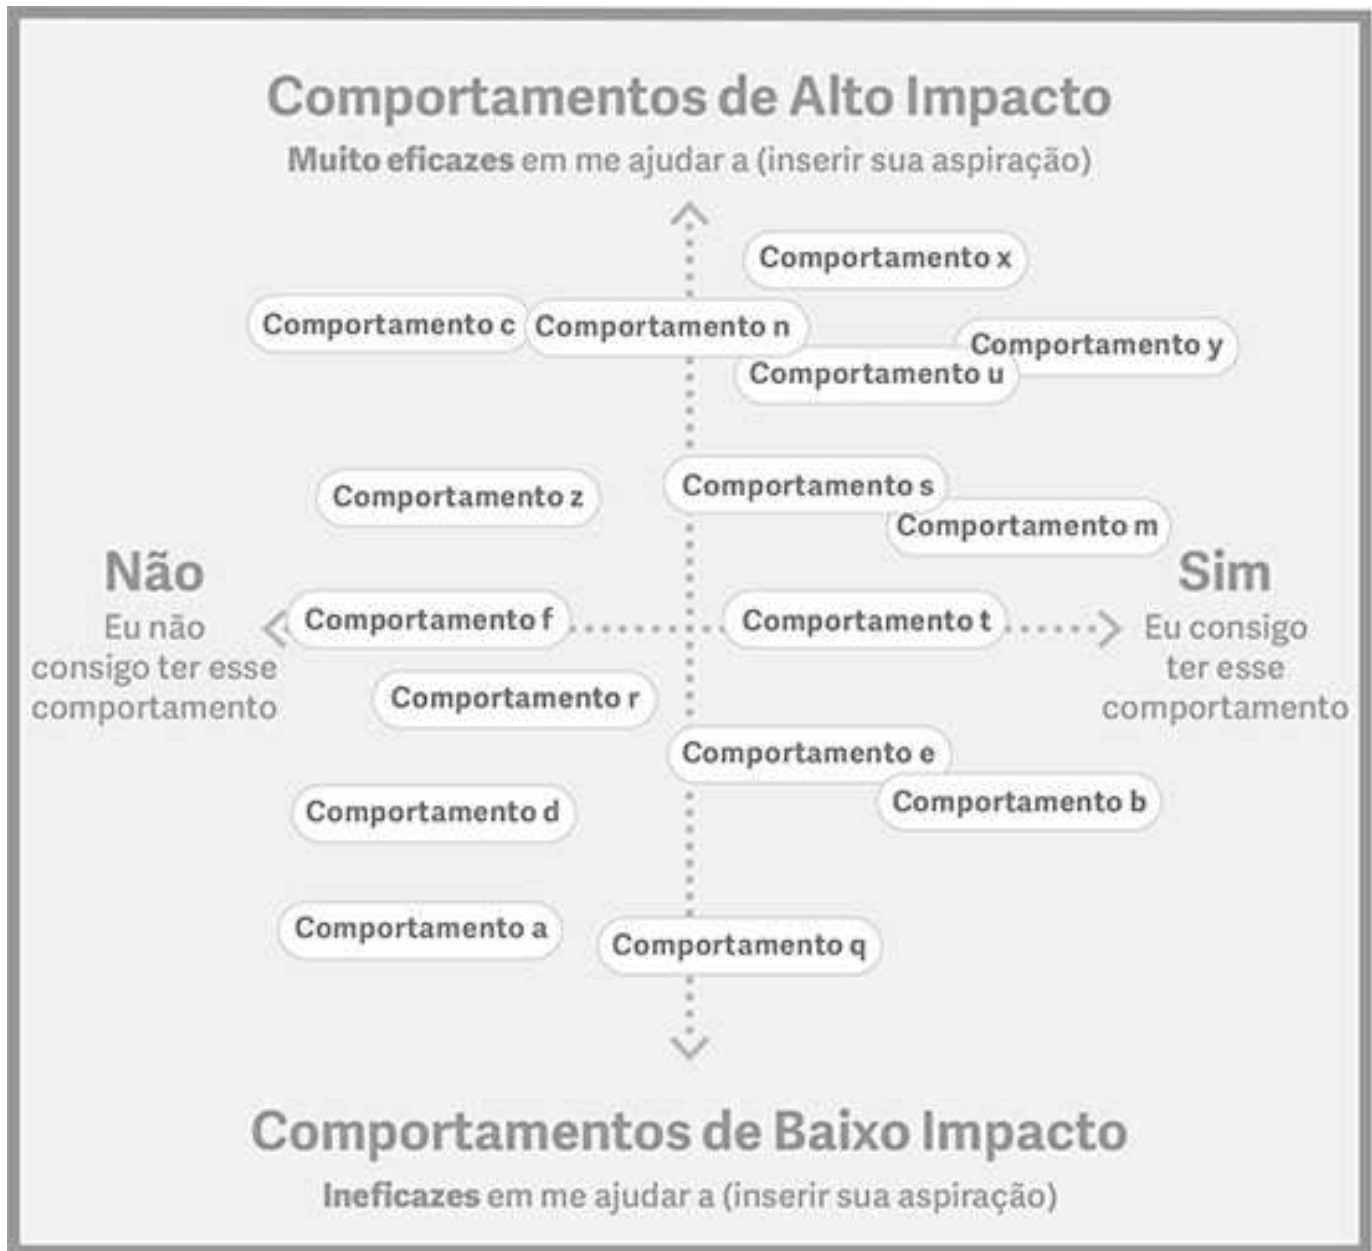 Comportamentos de Alto Impacto
Muito eficazes em me ajudar a (inserir sua aspiração)
Comportamento x
Comportamento c
Comportamento n
Comportamento y
Comportamento u
Comportamento s
Comportamento z
Comportamento m
Não
Eu não
consigo ter esse
comportamento
Sim
Eu consigo
ter esse
comportamento
Comportamento f
Comportamento t
Comportamento r
Comportamento e
Comportamento b
Comportamento d
Comportamento a
Comportamento q
Comportamentos de Baixo Impacto
Ineficazes em me ajudar a (inserir sua aspiração)